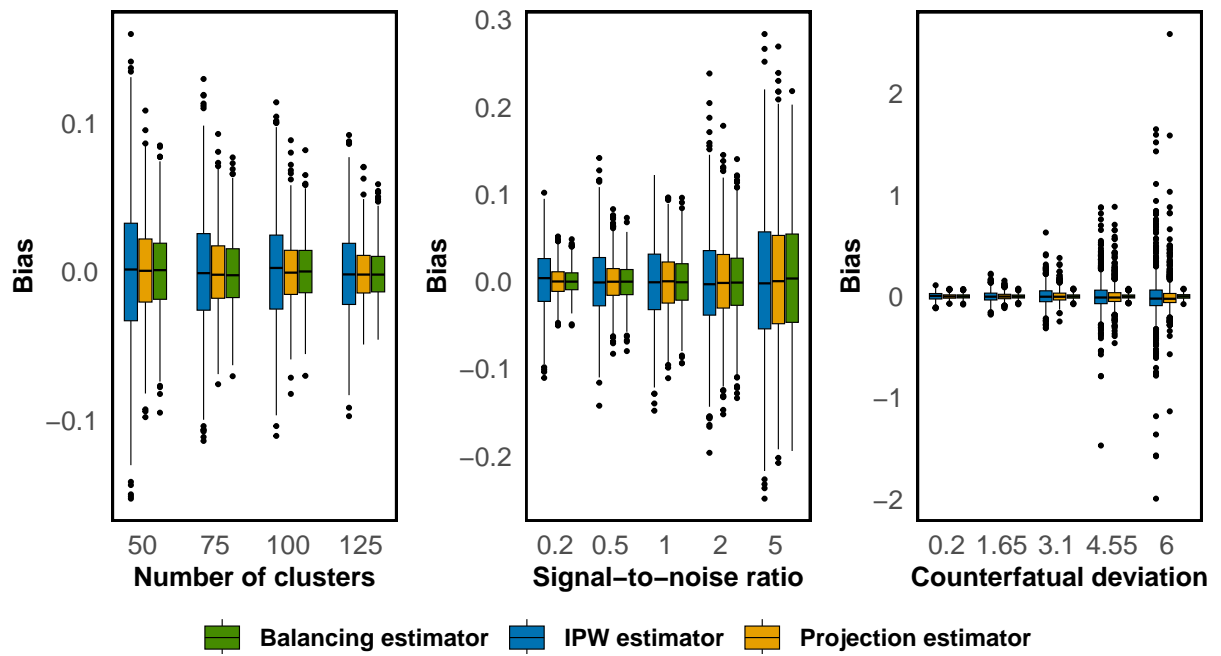 0.1
0.0
−0.1
Bias
50 75 100 125
Number of clusters
0.3
0.2
0.1
0.0
−0.1
−0.2
Bias
0.2 0.5 1 2 5
Signal−to−noise ratio
2
1
0
−1
−2
Bias
0.2 1.65 3.1 4.55 6
Counterfatual deviation
Balancing estimator IPW estimator Projection estimator